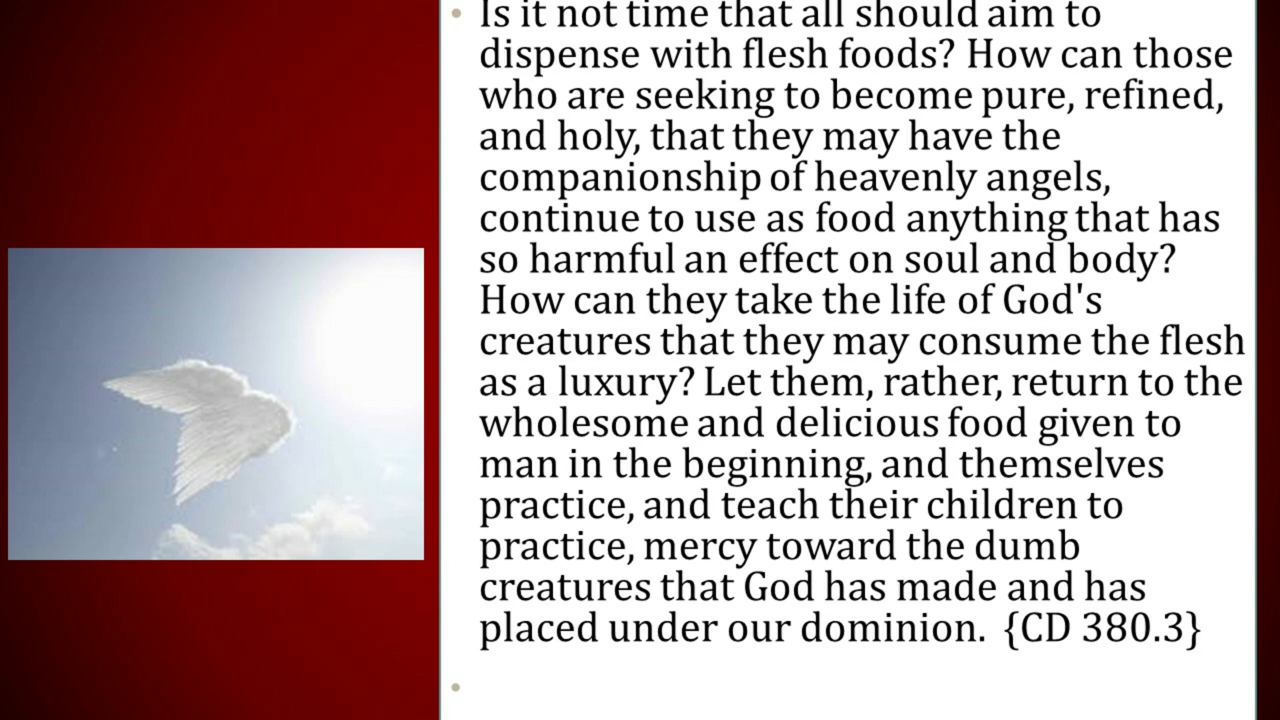 Is it not time that all should aim to
dispense with flesh foods? How can those
who are seeking to become pure, refined,
and holy, that they may have the
companionship of heavenly angels,
continue to use as food anything that has
so harmful an effect on soul and body?
How can they take the life of God's
creatures that they may consume the flesh
as a luxury? Let them, rather, return to the
wholesome and delicious food given to
man in the beginning, and themselves
practice, and teach their children to
practice, mercy toward the dumb
creatures that God has made and has
placed under our dominion. {CD 380.3}